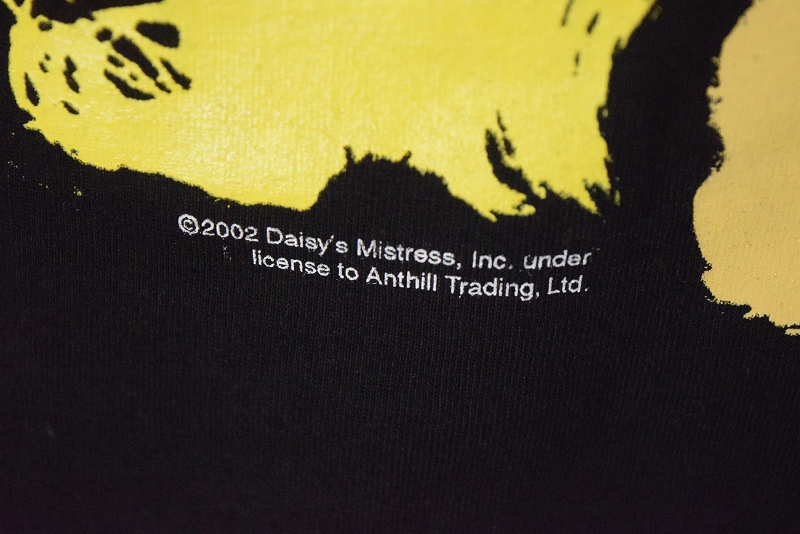 ©2002 Daisy's Mistress, Inc. under
license to Anthill Trading, Ltd.